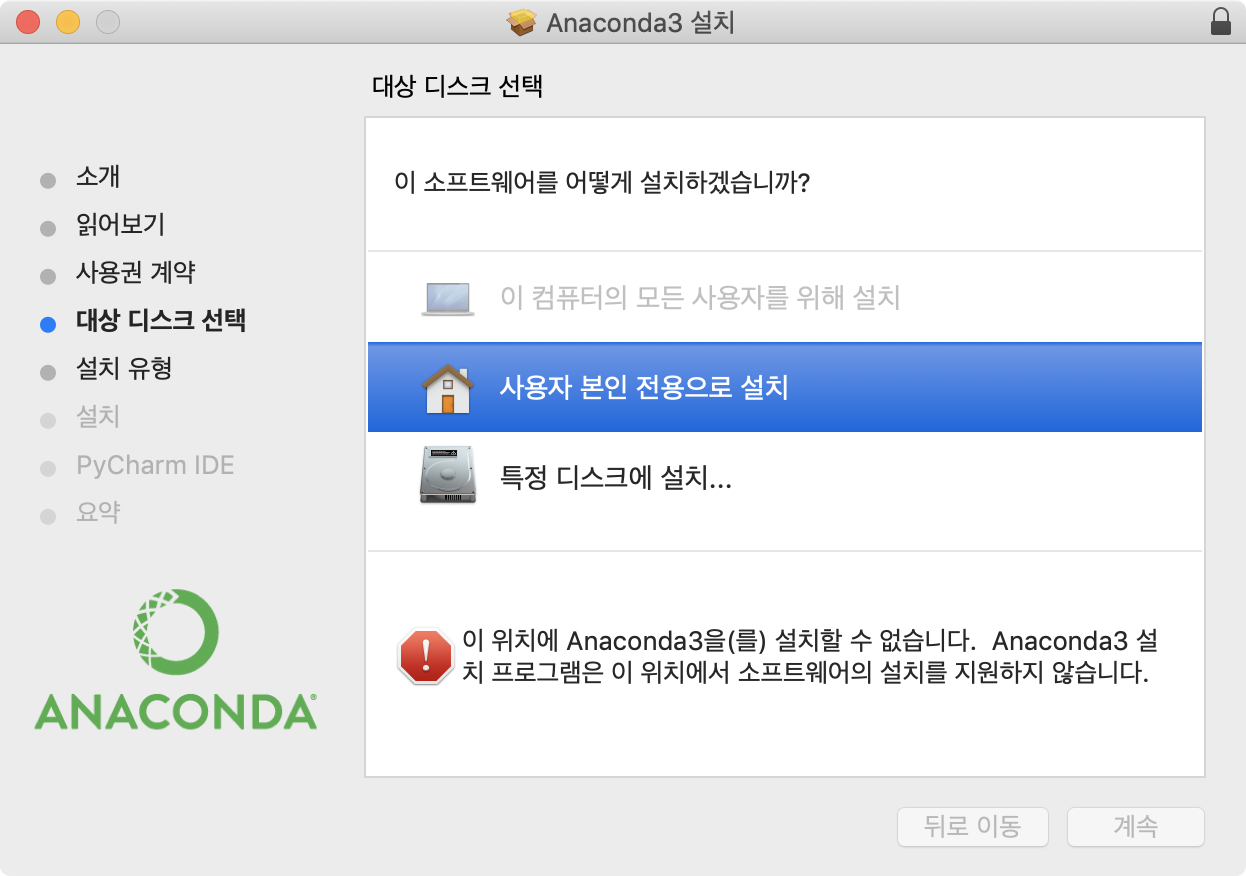 Anaconda3 설치
대상 디스크 선택
소개
읽어보기
사용권 계약
대상 디스크 선택
설치 유형
설치
PyCharm IDE
요약
ANACONDA®
이 소프트웨어를 어떻게 설치하겠습니까?
이 컴퓨터의 모든 사용자를 위해 설치
사용자 본인 전용으로 설치
특정 디스크에 설치...
이 위치에 Anaconda3을(를) 설치할 수 없습니다.  Anaconda3 설
치 프로그램은 이 위치에서 소프트웨어의 설치를 지원하지 않습니다.
뒤로 이동
계속